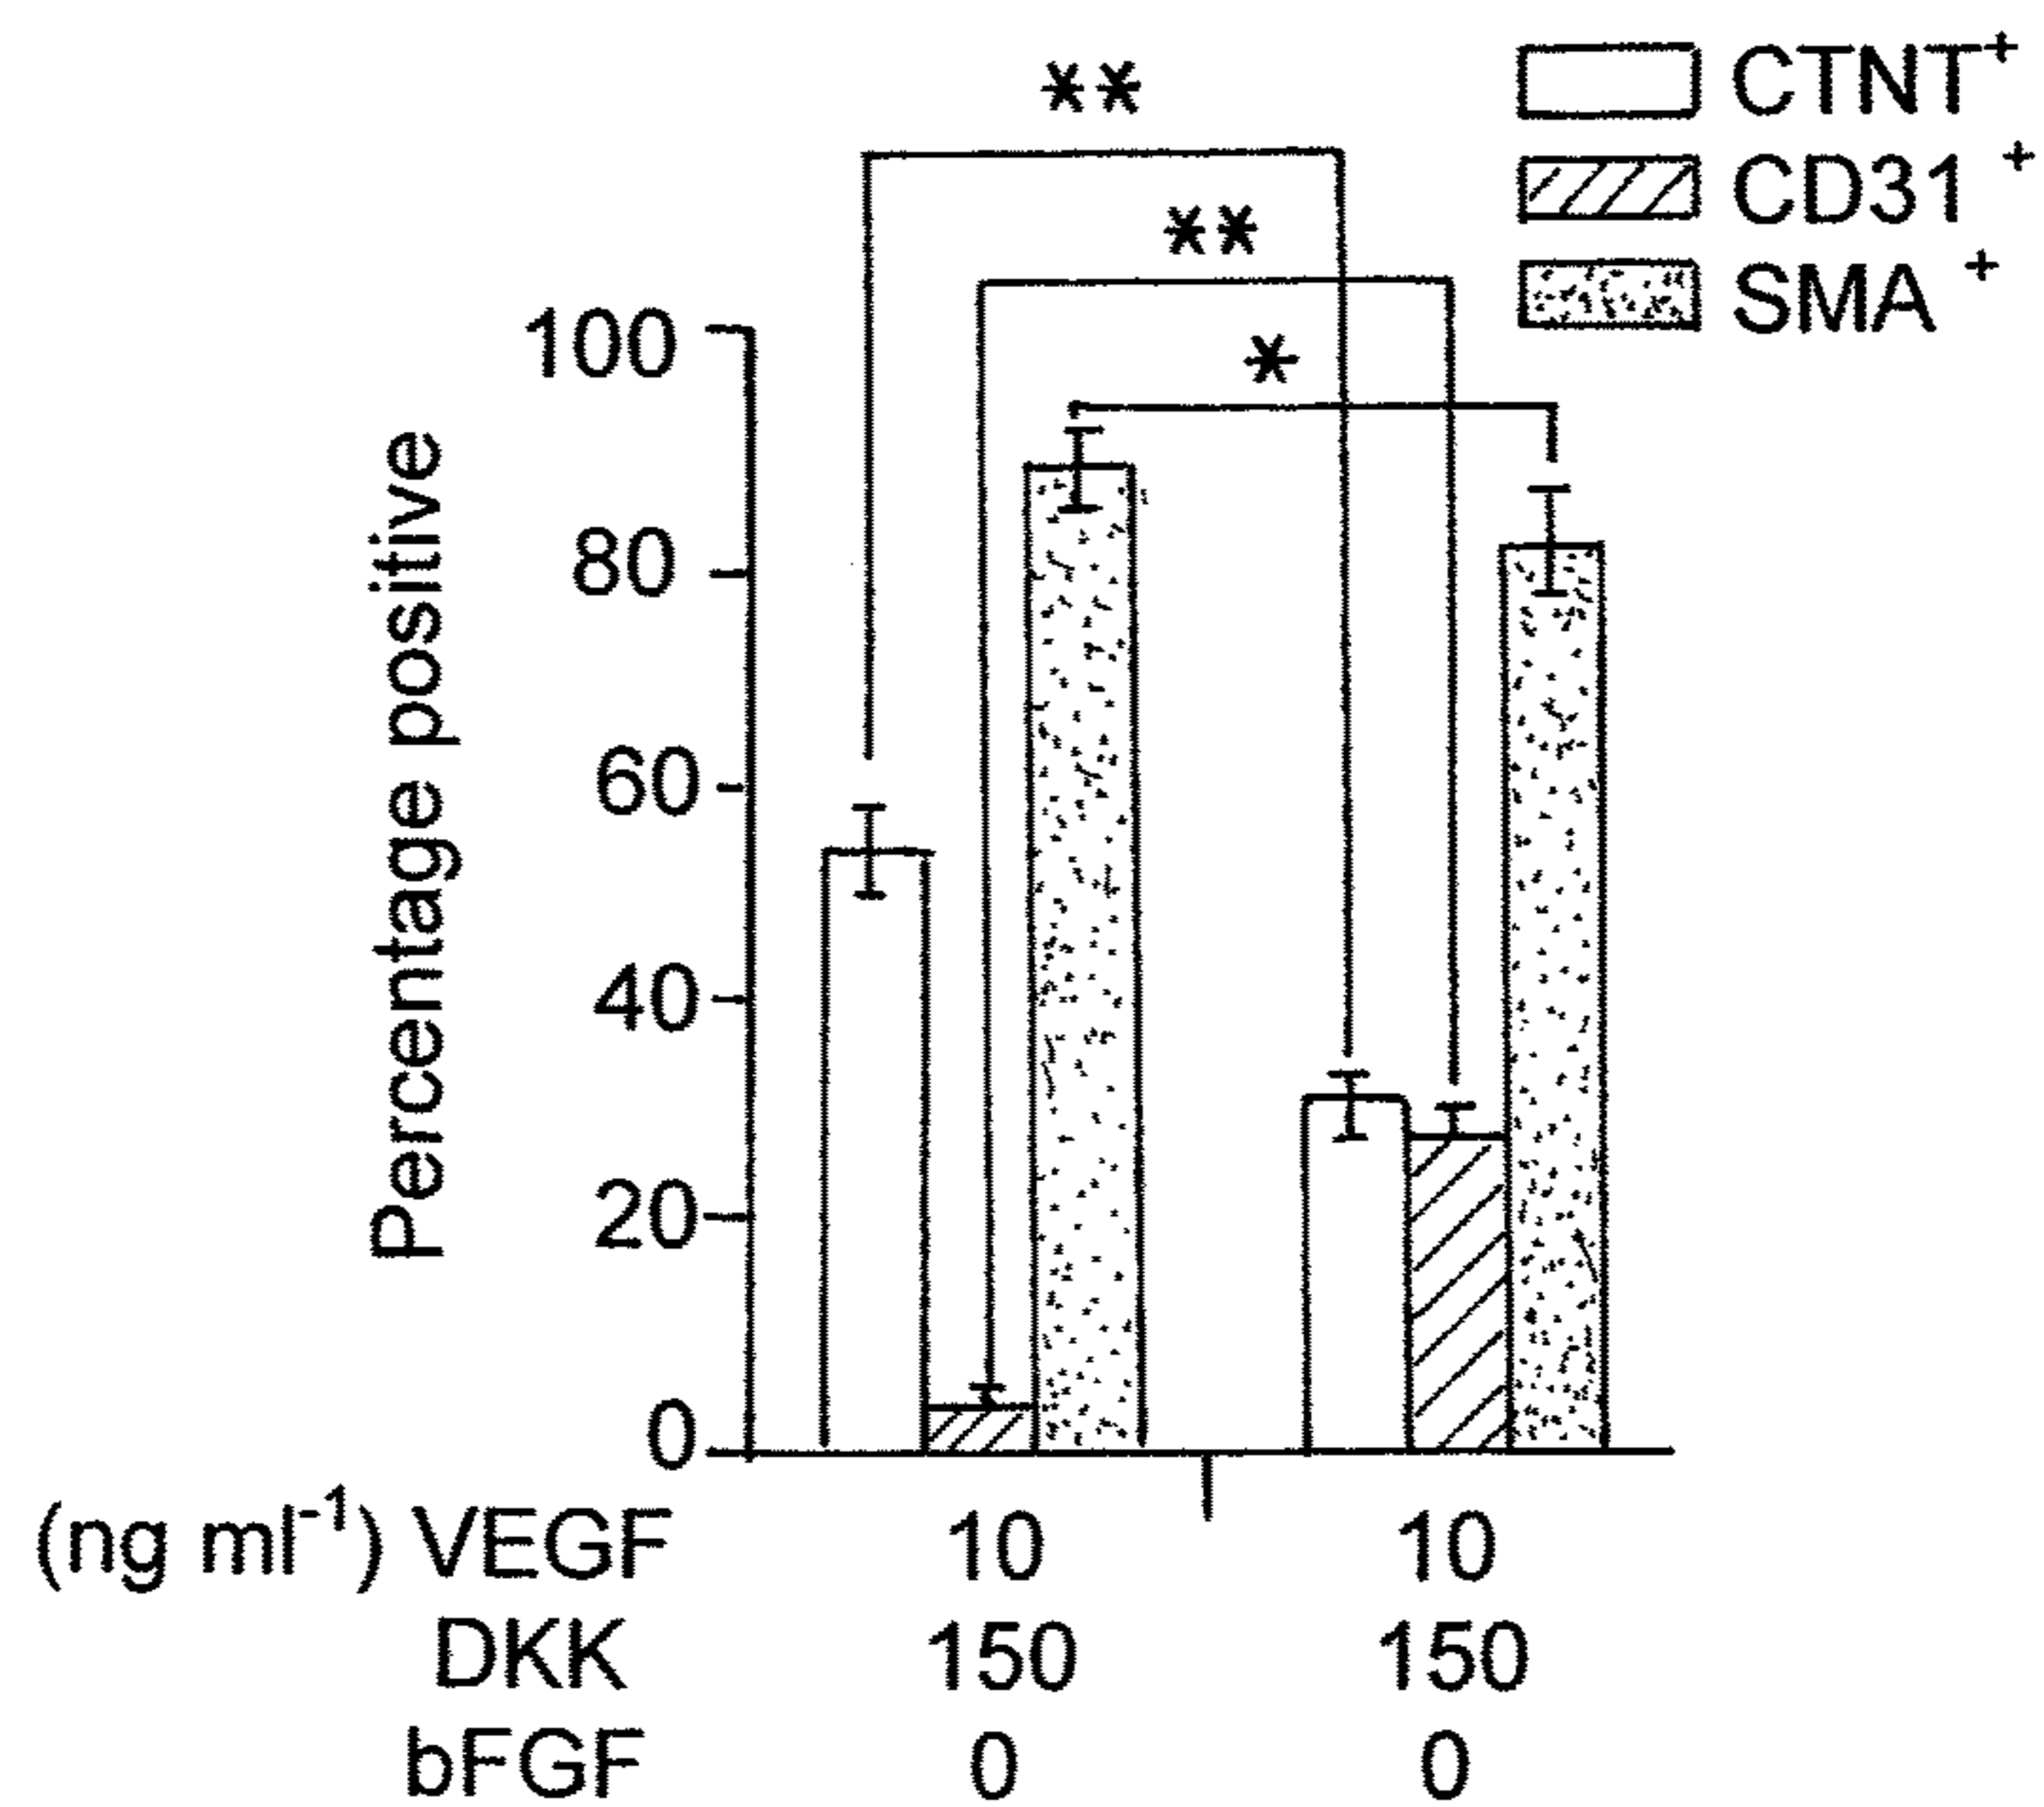 **
CTNT⁺
**
CD31⁺
*
SMA⁺
Percentage positive
100
80
60
40
20
0
(ng ml⁻¹) VEGF 10 10
DKK 150 150
bFGF 0 0